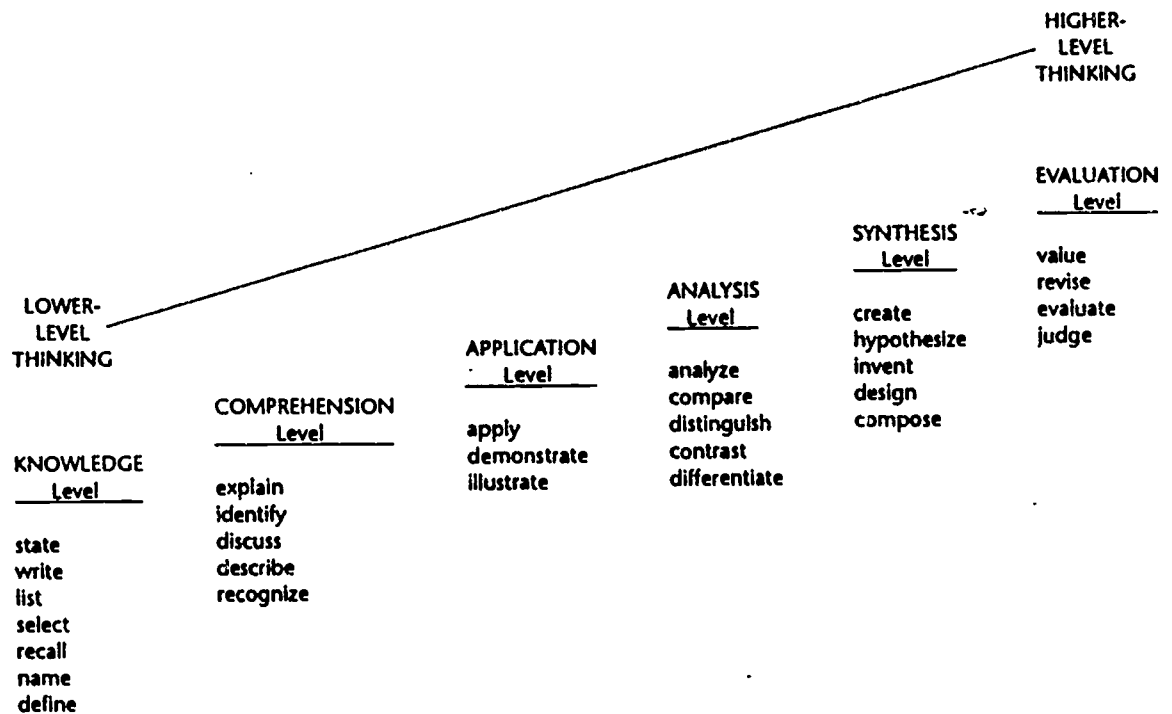 HIGHER-
LEVEL
THINKING
LOWER-
LEVEL
THINKING
KNOWLEDGE
Level
state
write
list
select
recall
name
define
COMPREHENSION
Level
explain
identify
discuss
describe
recognize
APPLICATION
Level
apply
demonstrate
illustrate
ANALYSIS
Level
analyze
compare
distinguish
contrast
differentiate
SYNTHESIS
Level
create
hypothesize
invent
design
compose
EVALUATION
Level
value
revise
evaluate
judge